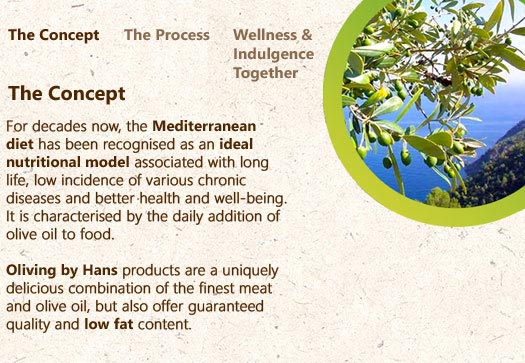 The Concept
The Process
Wellness &
Indulgence
Together
The Concept
For decades now, the Mediterranean
diet has been recognised as an ideal
nutritional model associated with long
life, low incidence of various chronic
diseases and better health and well-being.
It is characterised by the daily addition of
olive oil to food.
Oliving by Hans products are a uniquely
delicious combination of the finest meat
and olive oil, but also offer guaranteed
quality and low fat content.